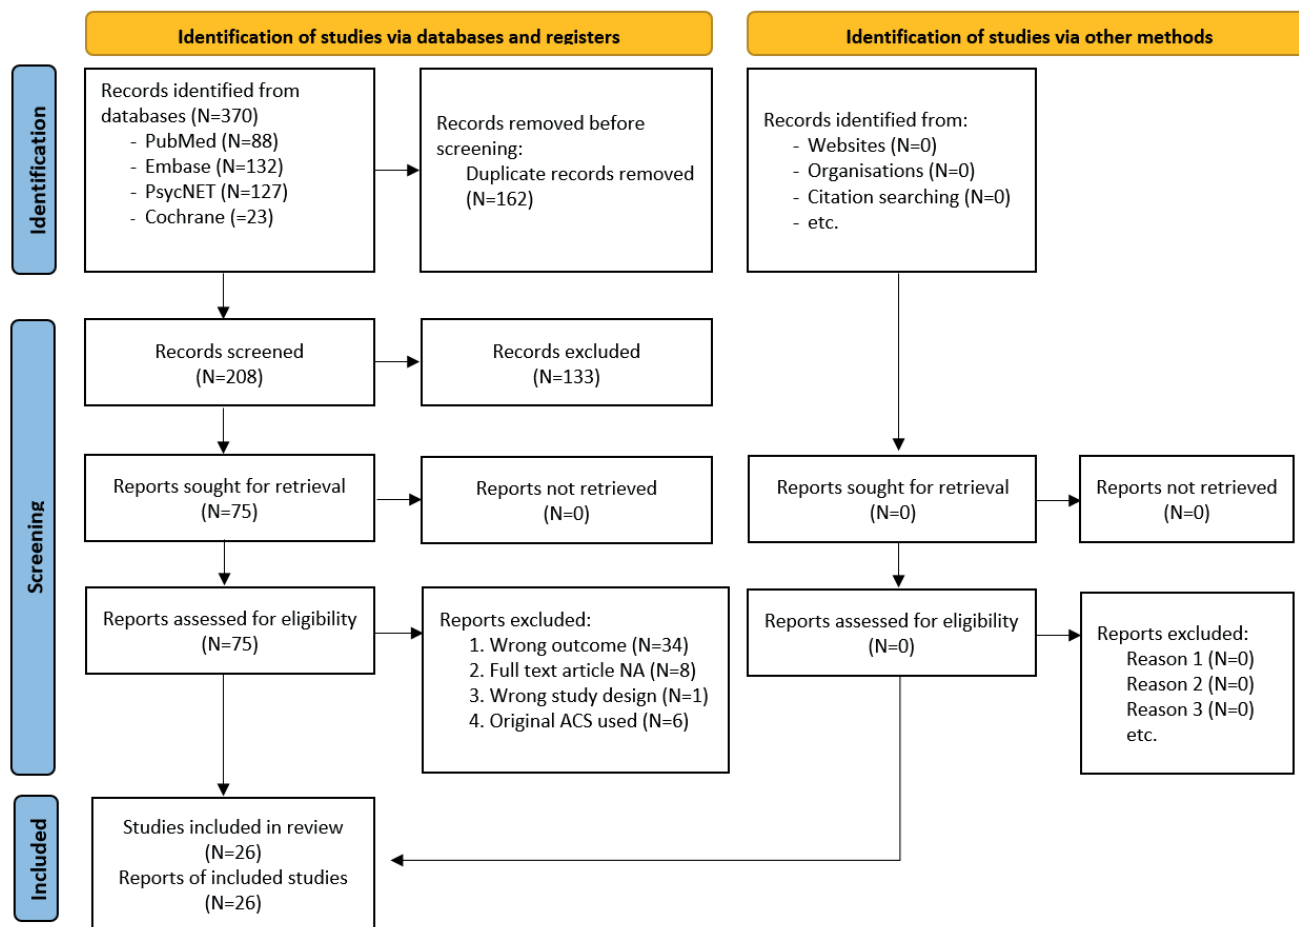 Identification of studies via databases and registers
Identification of studies via other methods
Identification
Records identified from
databases (N=370)
- PubMed (N=88)
- Embase (N=132)
- PsycNET (N=127)
- Cochrane (=23)
Records removed before
screening:
Duplicate records removed
(N=162)
Records identified from:
- Websites (N=0)
- Organisations (N=0)
- Citation searching (N=0)
- etc.
Screening
Records screened
(N=208)
Records excluded
(N=133)
Reports sought for retrieval
(N=75)
Reports not retrieved
(N=0)
Reports sought for retrieval
(N=0)
Reports not retrieved
(N=0)
Reports assessed for eligibility
(N=75)
Reports excluded:
1. Wrong outcome (N=34)
2. Full text article NA (N=8)
3. Wrong study design (N=1)
4. Original ACS used (N=6)
Reports assessed for eligibility
(N=0)
Reports excluded:
Reason 1 (N=0)
Reason 2 (N=0)
Reason 3 (N=0)
etc.
Included
Studies included in review
(N=26)
Reports of included studies
(N=26)